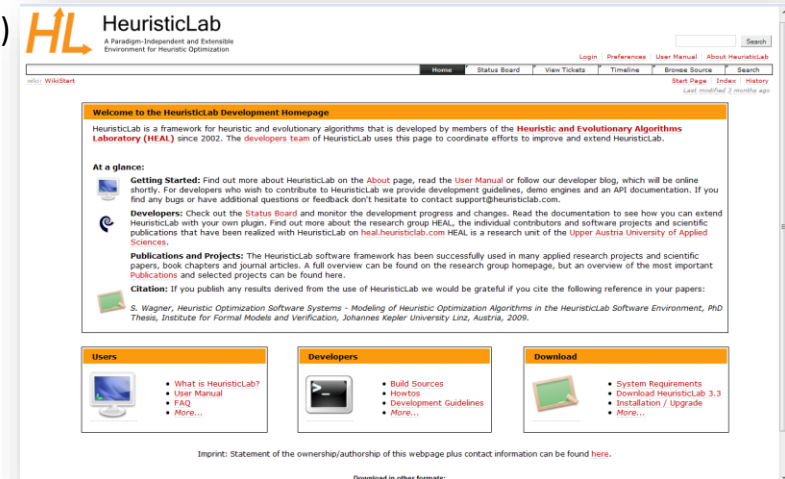 )
HL
HeuristicLab
A Paradigm-Independent and Extensible
Environment for Heuristic Optimization
Search
Login Preferences User Manual About HeuristicLab
Home Status Board View Tickets Timeline Browse Source Search
wiki: WikiStart
Start Page Index History
Last modified 3 months ago
Welcome to the HeuristicLab Development Homepage
HeuristicLab is a framework for heuristic and evolutionary algorithms that is developed by members of the Heuristic and Evolutionary Algorithms
Laboratory (HEAL) since 2002. The developers team of HeuristicLab uses this page to coordinate efforts to improve and extend HeuristicLab.
At a glance:
Getting Started: Find out more about HeuristicLab on the About page, read the User Manual or follow our developer blog, which will be online
shortly. For developers who wish to contribute to HeuristicLab we provide development guidelines, demo engines and an API documentation. If you
find any bugs or have additional questions or feedback don't hesitate to contact support@heuristiclab.com.
Developers: Check out the Status Board and monitor the development progress and changes. Read the documentation to see how you can extend
HeuristicLab with your own plugin. Find out more about the research group HEAL, the individual contributors and software projects and scientific
publications that have been realized with HeuristicLab on heal.heuristiclab.com HEAL is a research unit of the Upper Austria University of Applied
Sciences.
Publications and Projects: The HeuristicLab software framework has been successfully used in many applied research projects and scientific
papers, book chapters and journal articles. A full overview can be found on the research group homepage, but an overview of the most important
Publications and selected projects can be found here.
Citation: If you publish any results derived from the use of HeuristicLab we would be grateful if you cite the following reference in your papers:
S. Wagner, Heuristic Optimization Software Systems - Modeling of Heuristic Optimization Algorithms in the HeuristicLab Software Environment, PhD
Thesis, Institute for Formal Models and Verification, Johannes Kepler University Linz, Austria, 2009.
Users
What is HeuristicLab?
User Manual
FAQ
More...
Developers
Build Sources
Howtos
Development Guidelines
More...
Download
System Requirements
Download HeuristicLab 3.3
Installation / Upgrade
More...
Imprint: Statement of the ownership/authorship of this webpage plus contact information can be found here.
Download in other formats: